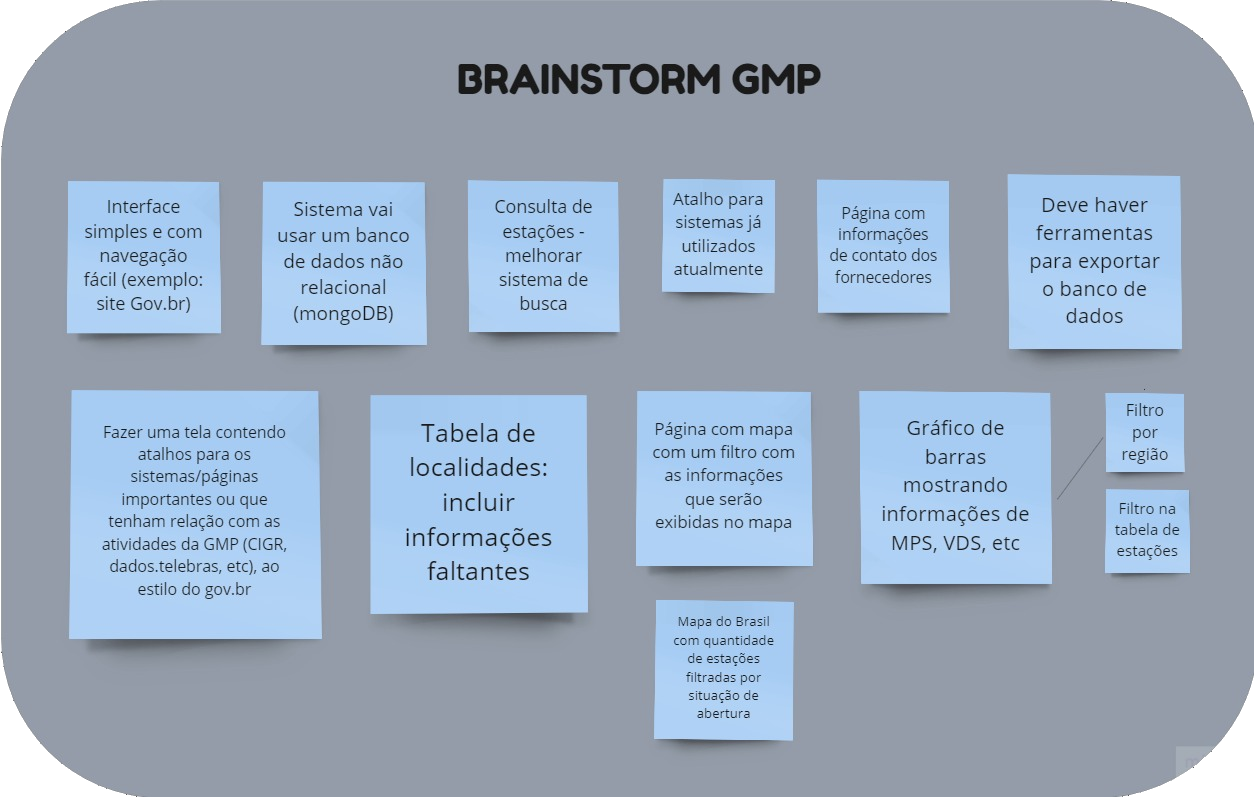 BRAINSTORM GMP
Interface
simples e com
navegação
fácil (exemplo:
site Gov.br)
Sistema vai
usar um banco
de dados não
relacional
(mongoDB)
Consulta de
estações -
melhorar
sistema de
busca
Atalho para
sistemas já
utilizados
atualmente
Página com
informações
de contato dos
fornecedores
Deve haver
ferramentas
para exportar
o banco de
dados
Fazer uma tela contendo
atalhos para os
sistemas/páginas
importantes ou que
tenham relação com as
atividades da GMP (CIGR,
dados.telebras, etc), ao
estilo do gov.br
Tabela de
localidades:
incluir
informações
faltantes
Página com mapa
com um filtro com
as informações
que serão
exibidas no mapa
Gráfico de
barras
mostrando
informações de
MPS, VDS, etc
Filtro
por
região
Filtro na
tabela de
estações
Mapa do Brasil
com quantidade
de estações
filtradas por
situação de
abertura